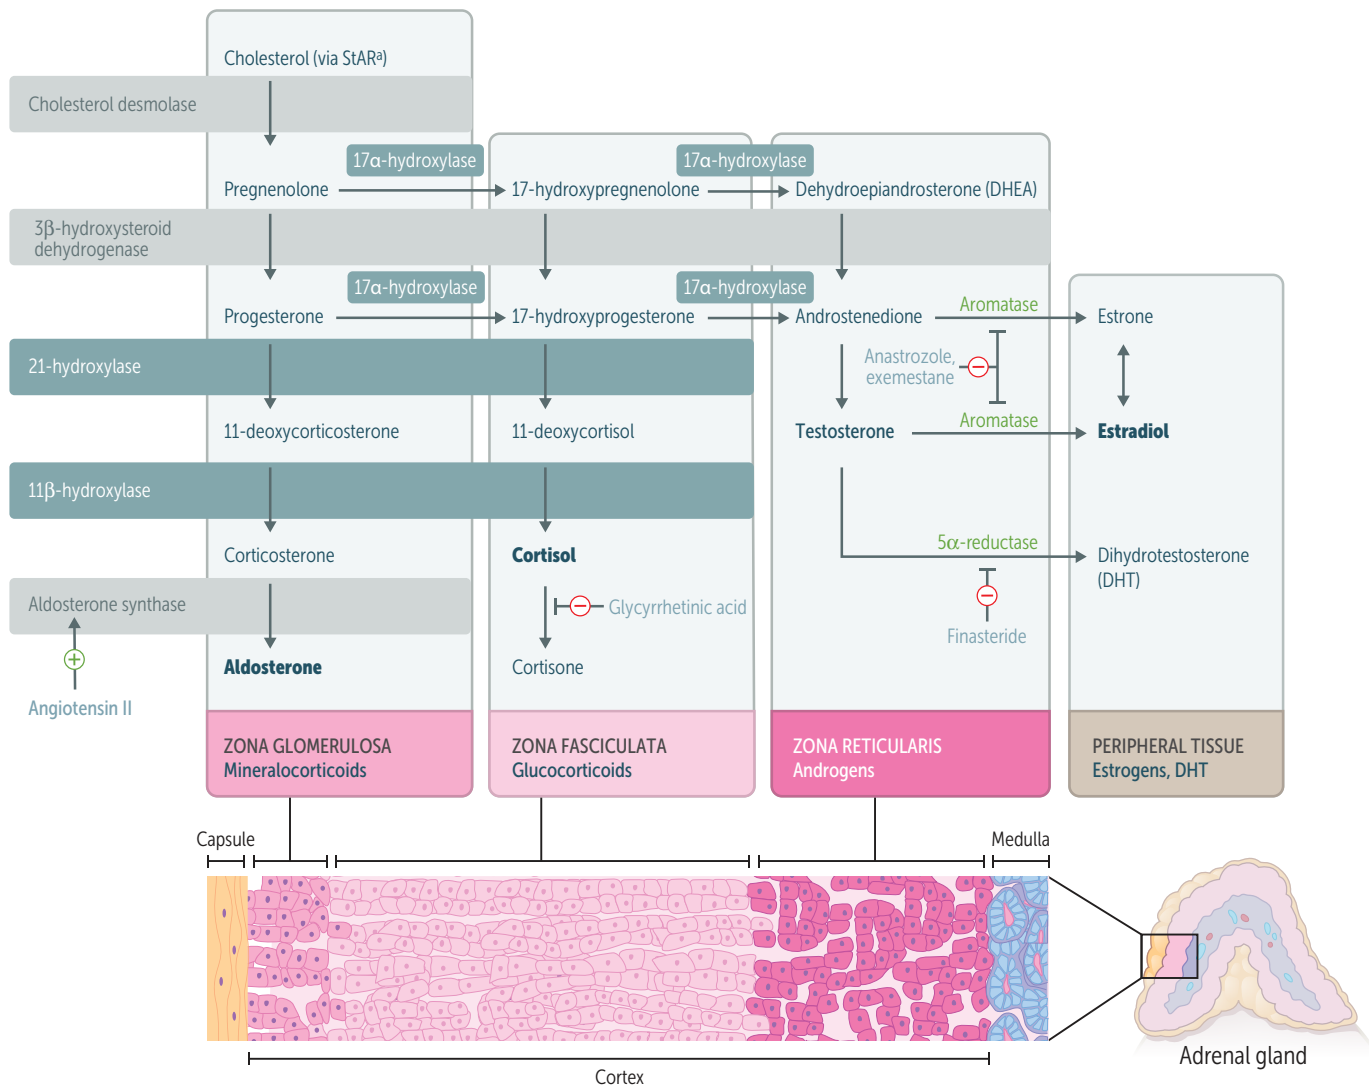 Cholesterol (via StARª)
Cholesterol desmolase
17α-hydroxylase
17α-hydroxylase
Pregnenolone
17-hydroxypregnenolone
Dehydroepiandrosterone (DHEA)
3β-hydroxysteroid
dehydrogenase
17α-hydroxylase
17α-hydroxylase
Aromatase
Progesterone
17-hydroxyprogesterone
Androstenedione
Estrone
21-hydroxylase
Anastrozole,
exemestane
Aromatase
11-deoxycorticosterone
11-deoxycortisol
Testosterone
Estradiol
11β-hydroxylase
5α-reductase
Corticosterone
Cortisol
Dihydrotestosterone
(DHT)
Aldosterone synthase
Glycyrrhetinic acid
Finasteride
Aldosterone
Cortisone
Angiotensin II
ZONA GLOMERULOSA
Mineralocorticoids
ZONA FASCICULATA
Glucocorticoids
ZONA RETICULARIS
Androgens
PERIPHERAL TISSUE
Estrogens, DHT
Capsule
Medulla
Adrenal gland
Cortex